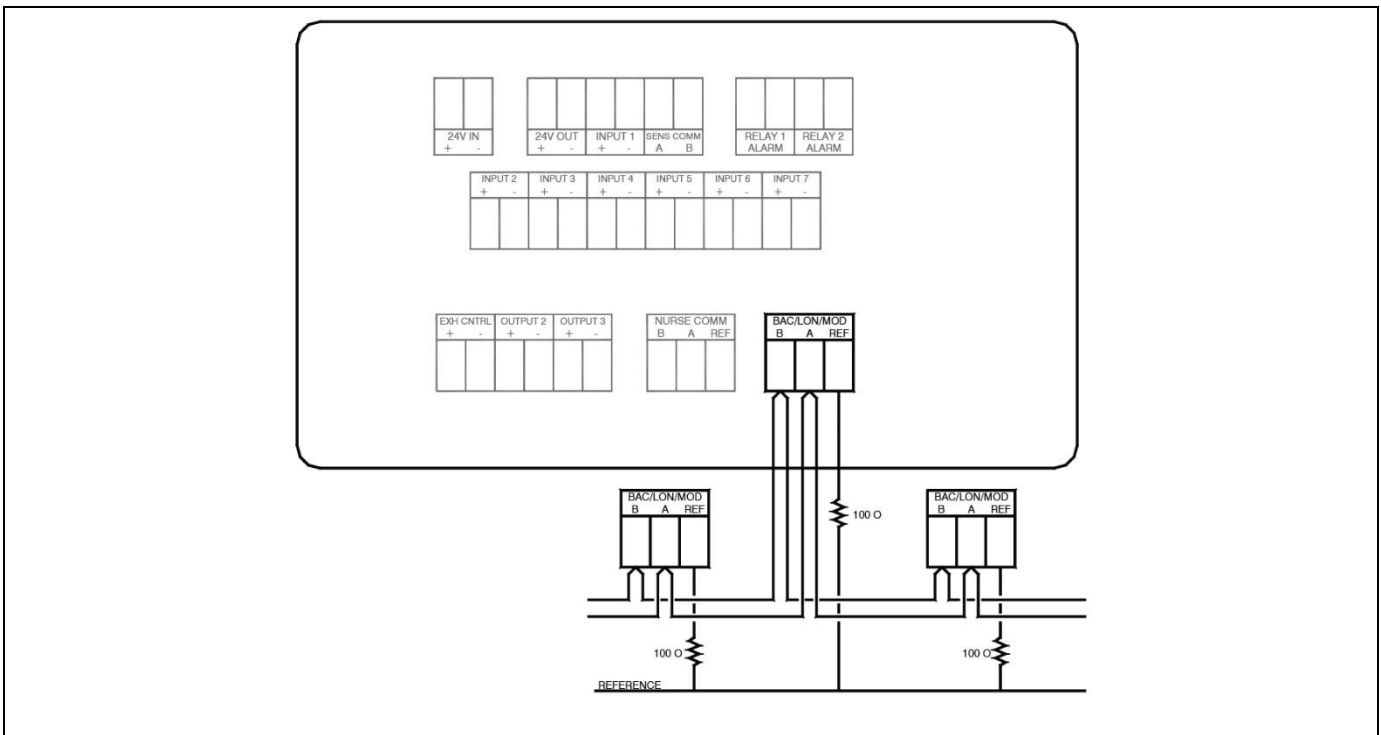 24V IN
+ -
24V OUT INPUT 1 SENS COMM
+ - + - A B
RELAY 1 RELAY 2
ALARM ALARM
INPUT 2 INPUT 3 INPUT 4 INPUT 5 INPUT 6 INPUT 7
+ - + - + - + - + - + -
EXH CNTRL OUTPUT 2 OUTPUT 3
+ - + - + -
NURSE COMM
B A REF
BAC/LON/MOD
B A REF
BAC/LON/MOD
B A REF
100 O
BAC/LON/MOD
B A REF
100 O
100 O
REFERENCE